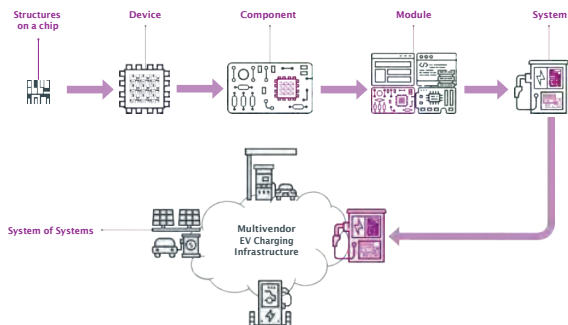 Structures
on a chip
Device
Component
Module
System
System of Systems
Multivendor
EV Charging
Infrastructure